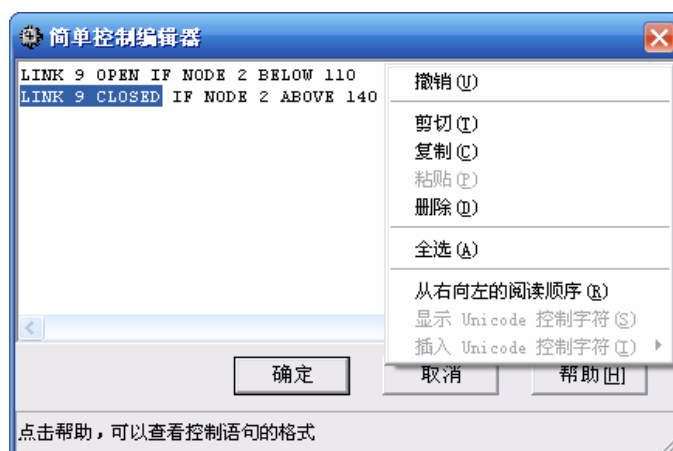 简单控制编辑器
LINK 9 OPEN IF NODE 2 BELOW 110
LINK 9 CLOSED IF NODE 2 ABOVE 140
撤销(U)
剪切(T)
复制(C)
粘贴(P)
删除(D)
全选(A)
从右向左的阅读顺序(R)
显示 Unicode 控制字符(S)
插入 Unicode 控制字符(I)
确定
取消
帮助[H]
点击帮助，可以查看控制语句的格式